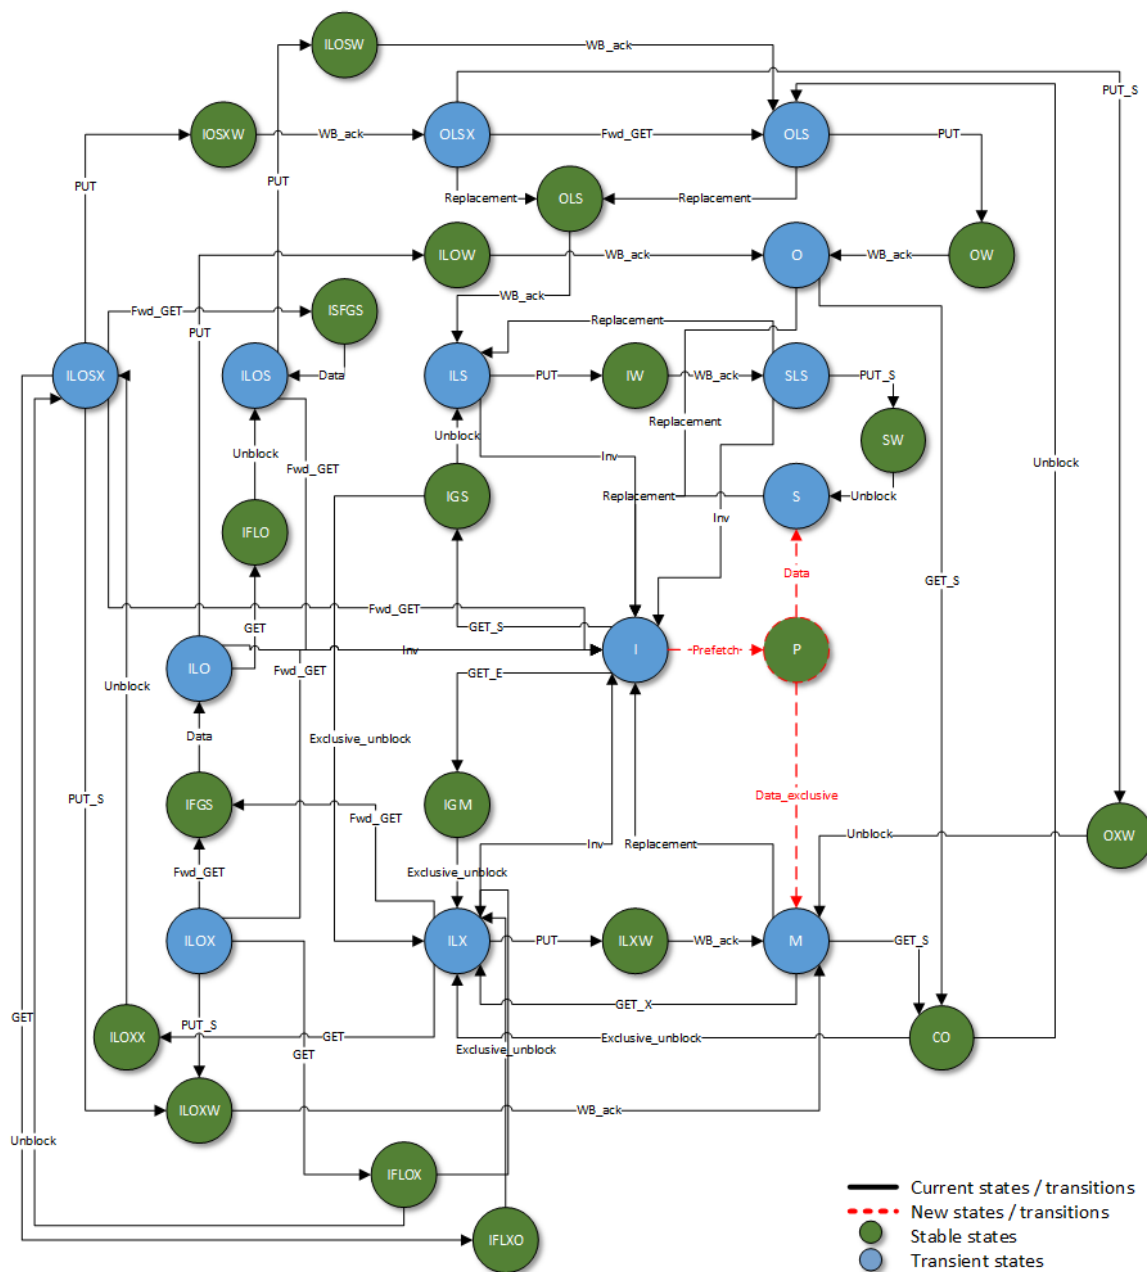 ILOSW
WB_ack
PUT_S
IOSXW
WB_ack
OLSX
Fwd_GET
OLS
PUT
PUT
PUT
Replacement
OLS
Replacement
ILOW
WB_ack
O
WB_ack
OW
WB_ack
Fwd_GET
ISFGS
PUT
Replacement
ILOSX
ILOS
Data
ILS
PUT
IW
WB_ack
SLS
PUT_S
Replacement
SW
Unblock
Unblock
Fwd_GET
Inv
Unblock
IGS
Replacement
S
Unblock
Inv
IFLO
Data
GET_S
Fwd_GET
GET
GET_S
ILO
Inv
I
Prefetch
P
Fwd_GET
GET_E
Unblock
Data
Exclusive_unblock
PUT_S
IFGS
IGM
Data_exclusive
Fwd_GET
Inv
Replacement
Unblock
OXW
Fwd_GET
Exclusive_unblock
ILOX
ILX
PUT
ILXW
WB_ack
M
GET_S
GET_X
GET
PUT_S
ILOXX
GET
Exclusive_unblock
CO
GET
Exclusive_unblock
ILOXW
WB_ack
Unblock
IFLOX
Current states / transitions
New states / transitions
IFLXO
Stable states
Transient states